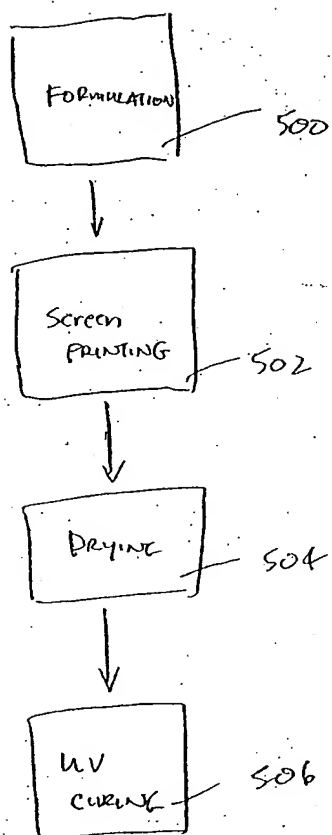 FORMULATION
500
Screen
PRINTING
502
DRYING
504
UV
CURING
506